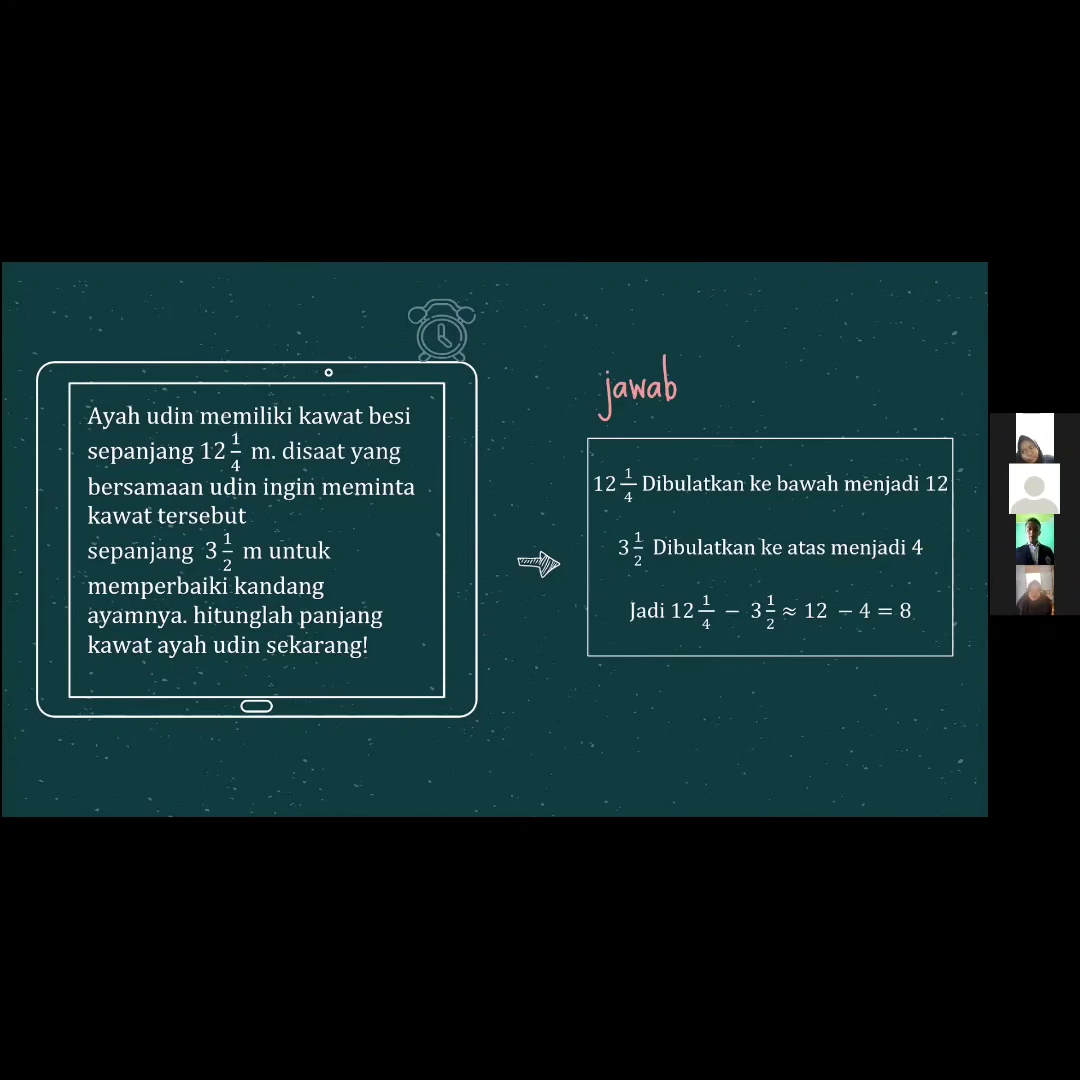 Ayah udin memiliki kawat besi
sepanjang 12 1/4 m. disaat yang
bersamaan udin ingin meminta
kawat tersebut
sepanjang 3 1/2 m untuk
memperbaiki kandang
ayamnya. hitunglah panjang
kawat ayah udin sekarang!
jawab
12 1/4 Dibulatkan ke bawah menjadi 12
3 1/2 Dibulatkan ke atas menjadi 4
Jadi 12 1/4 − 3 1/2 ≈ 12 − 4 = 8